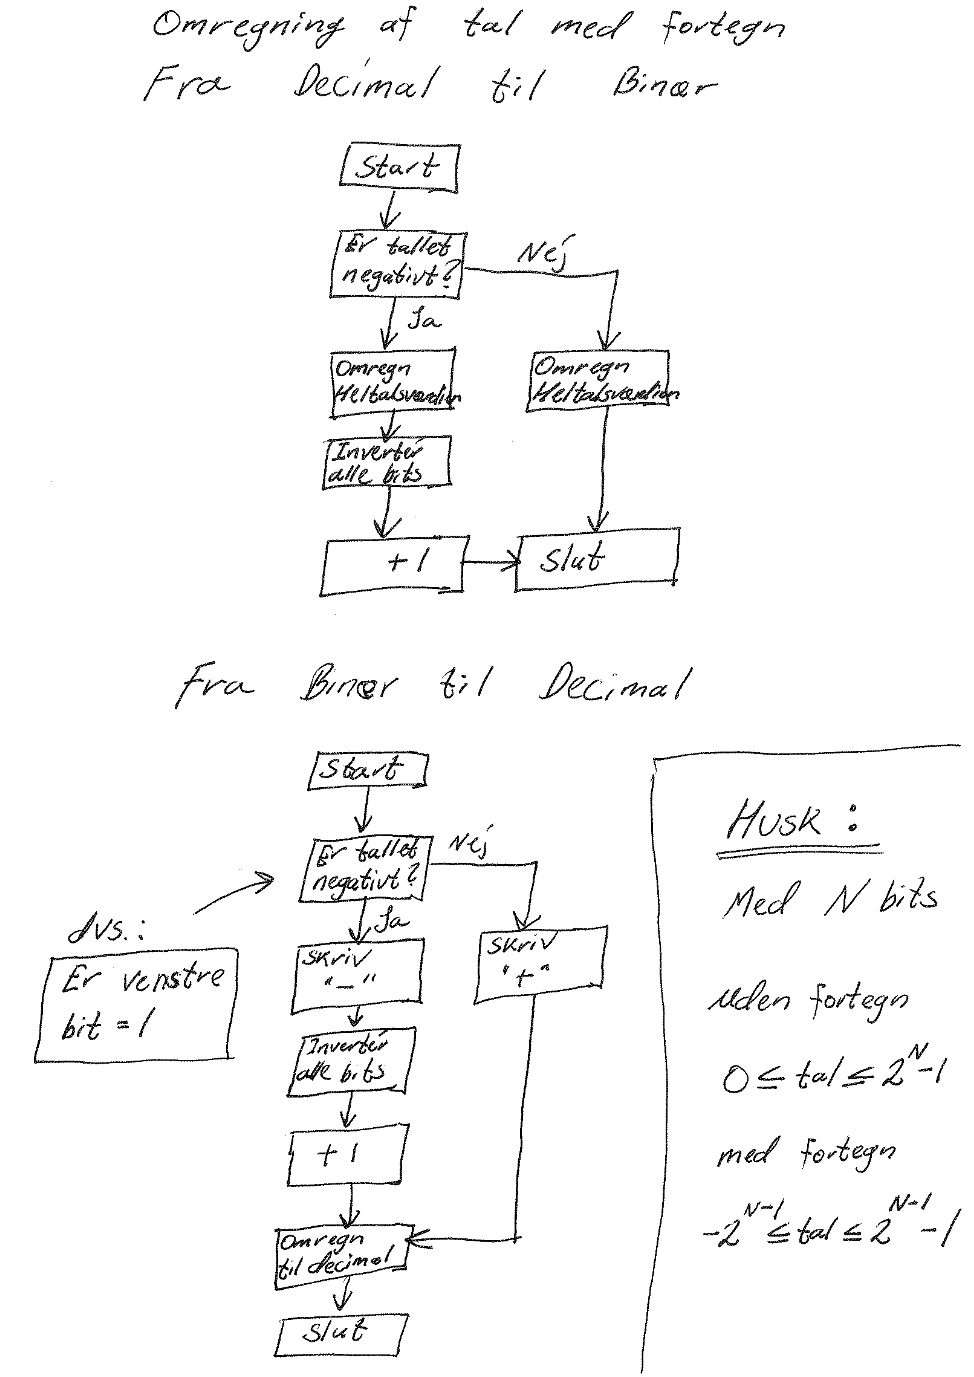 Omregning af tal med fortegn
Fra Decimal til Binær
Start
Er tallet
negativt?
Nej
Ja
Omregn
Heltalsværdien
Omregn
Heltalsværdien
Invertér
alle bits
+1
Slut
Fra Binær til Decimal
Start
Er tallet
negativt?
Nej
Ja
dvs.:
Er venstre
bit = 1
Skriv
"-"
Skriv
"+"
Invertér
alle bits
+1
Omregn
til decimal
Slut
Husk:
Med N bits
uden fortegn
0 ≤ tal ≤ 2^N-1
med fortegn
-2^N-1 ≤ tal ≤ 2^N-1 -1